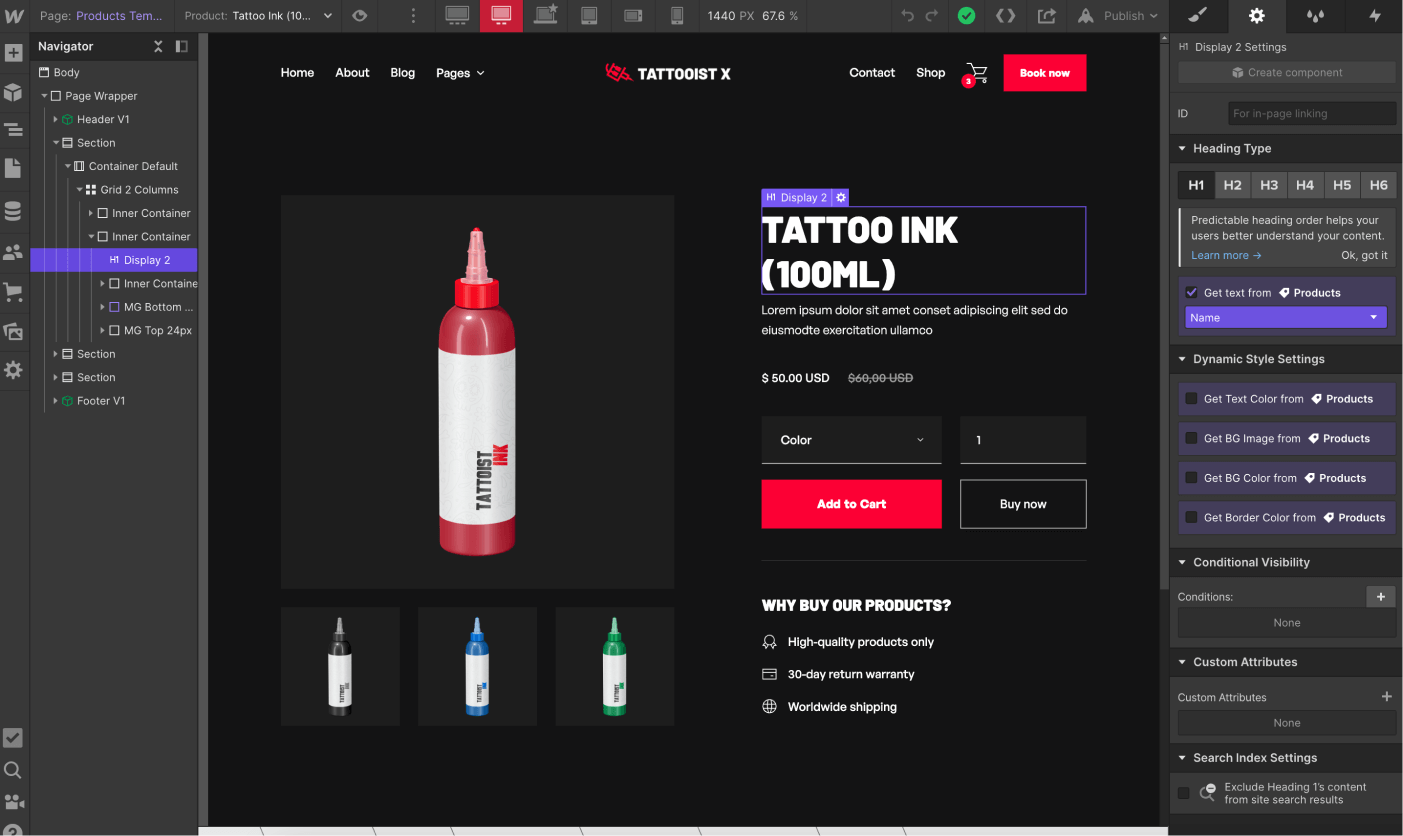 Page: Products Tem...
Product: Tattoo Ink (10...
1440 PX 67.6 %
Publish
Navigator
Body
Page Wrapper
Header V1
Section
Container Default
Grid 2 Columns
Inner Container
Inner Container
H1 Display 2
Inner Containe
MG Bottom ...
MG Top 24px
Section
Section
Footer V1
Home About Blog Pages
TATTOOIST X
Contact Shop
3
Book now
H1 Display 2
TATTOO INK
(100ML)
Lorem ipsum dolor sit amet conset adipiscing elit sed do
eiusmodte exercitation ullamco
$ 50.00 USD $60,00 USD
Color
1
Add to Cart
Buy now
WHY BUY OUR PRODUCTS?
High-quality products only
30-day return warranty
Worldwide shipping
TATTOIST
INK
TATTOIST
INK
TATTOIST
INK
TATTOIST
INK
H1 Display 2 Settings
Create component
ID
For in-page linking
Heading Type
H1 H2 H3 H4 H5 H6
Predictable heading order helps your
users better understand your content.
Learn more → Ok, got it
Get text from Products
Name
Dynamic Style Settings
Get Text Color from Products
Get BG Image from Products
Get BG Color from Products
Get Border Color from Products
Conditional Visibility
Conditions:
None
Custom Attributes
Custom Attributes
None
Search Index Settings
Exclude Heading 1's content
from site search results